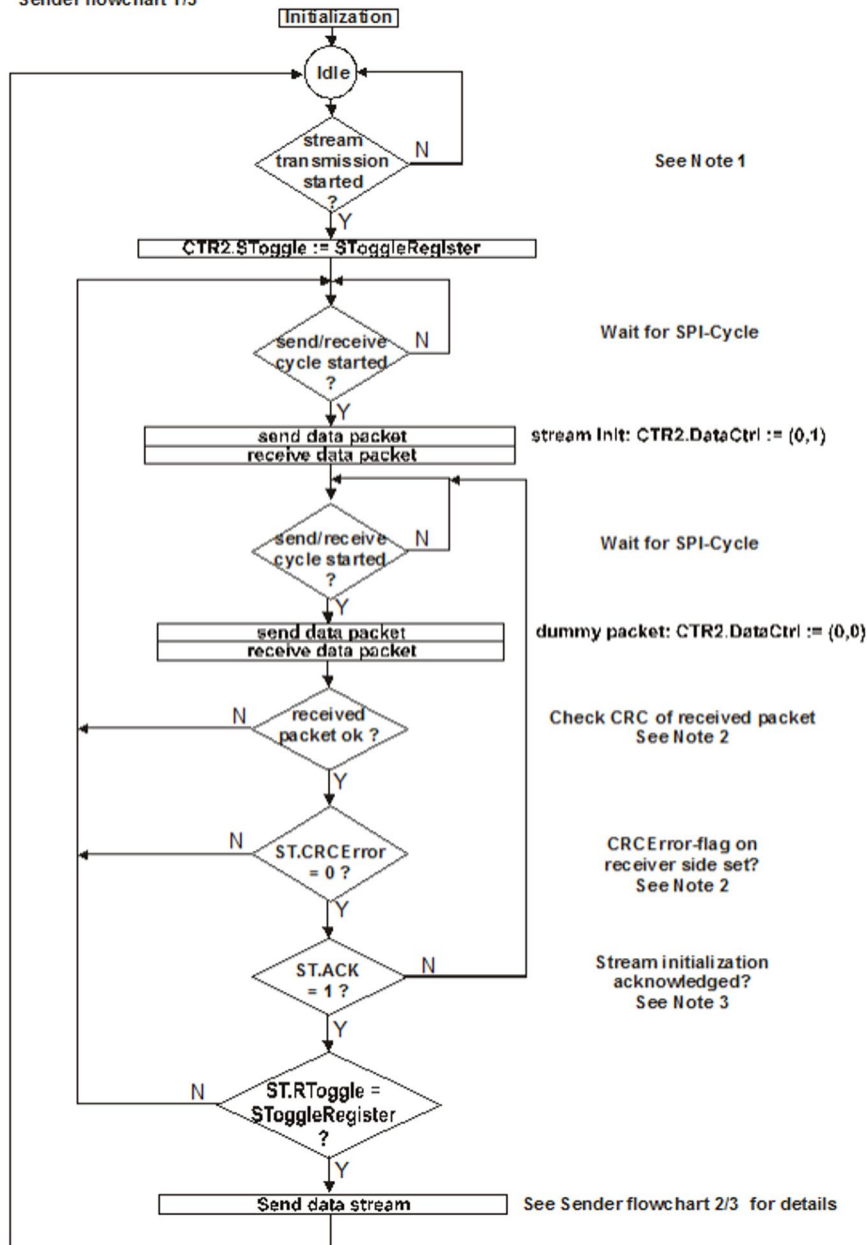 Sender flowchart 1/3
Initialization
Idle
stream
transmission
started
?
N
See Note 1
Y
CTR2.SToggle := SToggleRegister
send/receive
cycle started
?
N
Wait for SPI-Cycle
Y
send data packet
receive data packet
stream Init: CTR2.DataCtrl := (0,1)
send/receive
cycle started
?
N
Wait for SPI-Cycle
Y
send data packet
receive data packet
dummy packet: CTR2.DataCtrl := (0,0)
N
received
packet ok ?
Check CRC of received packet
See Note 2
Y
N
ST.CRCError
= 0 ?
CRCError-flag on
receiver side set?
See Note 2
Y
ST.ACK
= 1 ?
N
Stream initialization
acknowledged?
See Note 3
Y
N
ST.RToggle =
SToggleRegister
?
Y
Send data stream
See Sender flowchart 2/3 for details